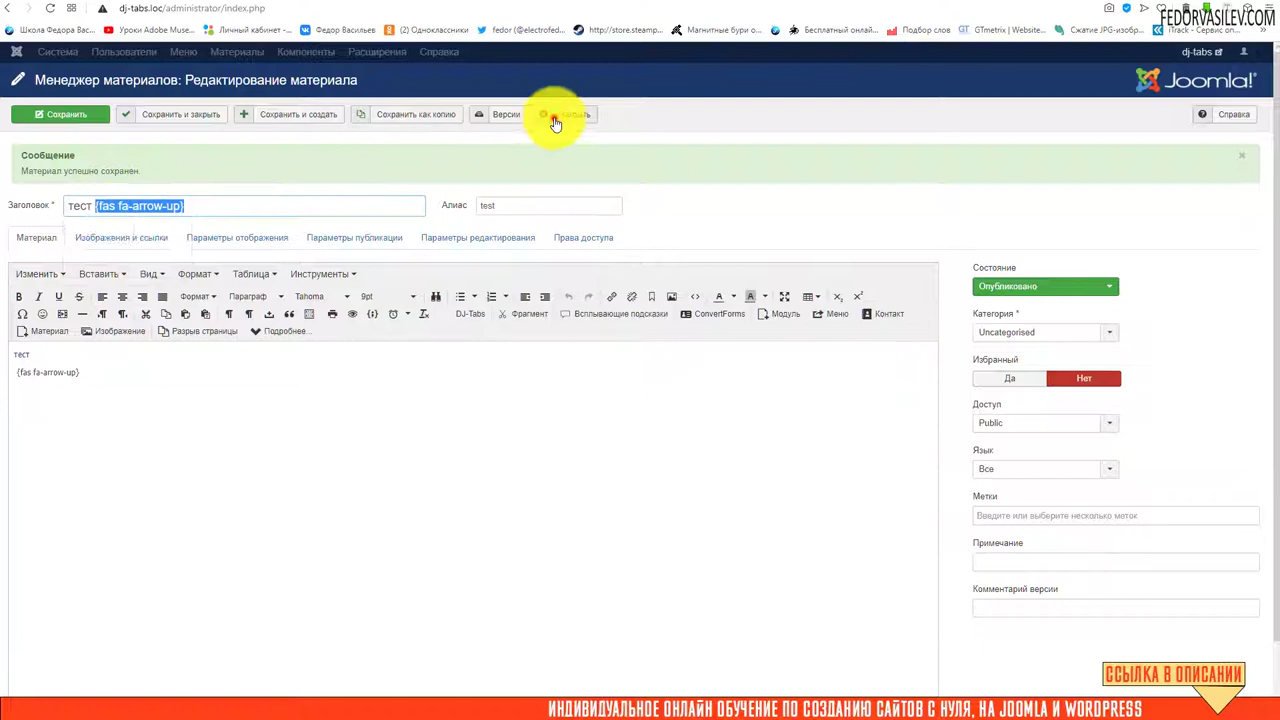 dj-tabs.loc/administrator/index.php
FEDORVASILEV.COM
Школа Федора Вас...
Уроки Adobe Muse...
Личный кабинет -...
Федор Васильев
(2) Одноклассники
fedor (@electrofed...
http://store.steamp...
Магнитные бури о...
Бесплатный онлай...
Подбор слов
GTmetrix | Website...
Сжатие JPG-изобр...
iTrack - Сервис оп...
Система
Пользователи
Меню
Материалы
Компоненты
Расширения
Справка
dj-tabs
Менеджер материалов: Редактирование материала
Joomla!
Сохранить
Сохранить и закрыть
Сохранить и создать
Сохранить как копию
Версии
Справка
Сообщение
Материал успешно сохранен.
Заголовок *
тест {fas fa-arrow-up}
Алиас
test
Материал
Изображения и ссылки
Параметры отображения
Параметры публикации
Параметры редактирования
Права доступа
Изменить
Вставить
Вид
Формат
Таблица
Инструменты
Формат
Параграф
Tahoma
9pt
DJ-Tabs
Фрагмент
Всплывающие подсказки
ConvertForms
Модуль
Меню
Контакт
Материал
Изображение
Разрыв страницы
Подробнее...
тест
{fas fa-arrow-up}
Состояние
Опубликовано
Категория *
Uncategorised
Избранный
Да
Нет
Доступ
Public
Язык
Все
Метки
Введите или выберите несколько меток
Примечание
Комментарий версии
ССЫЛКА В ОПИСАНИИ
ИНДИВИДУАЛЬНОЕ ОНЛАЙН ОБУЧЕНИЕ ПО СОЗДАНИЮ САЙТОВ С НУЛЯ, НА JOOMLA И WORDPRESS